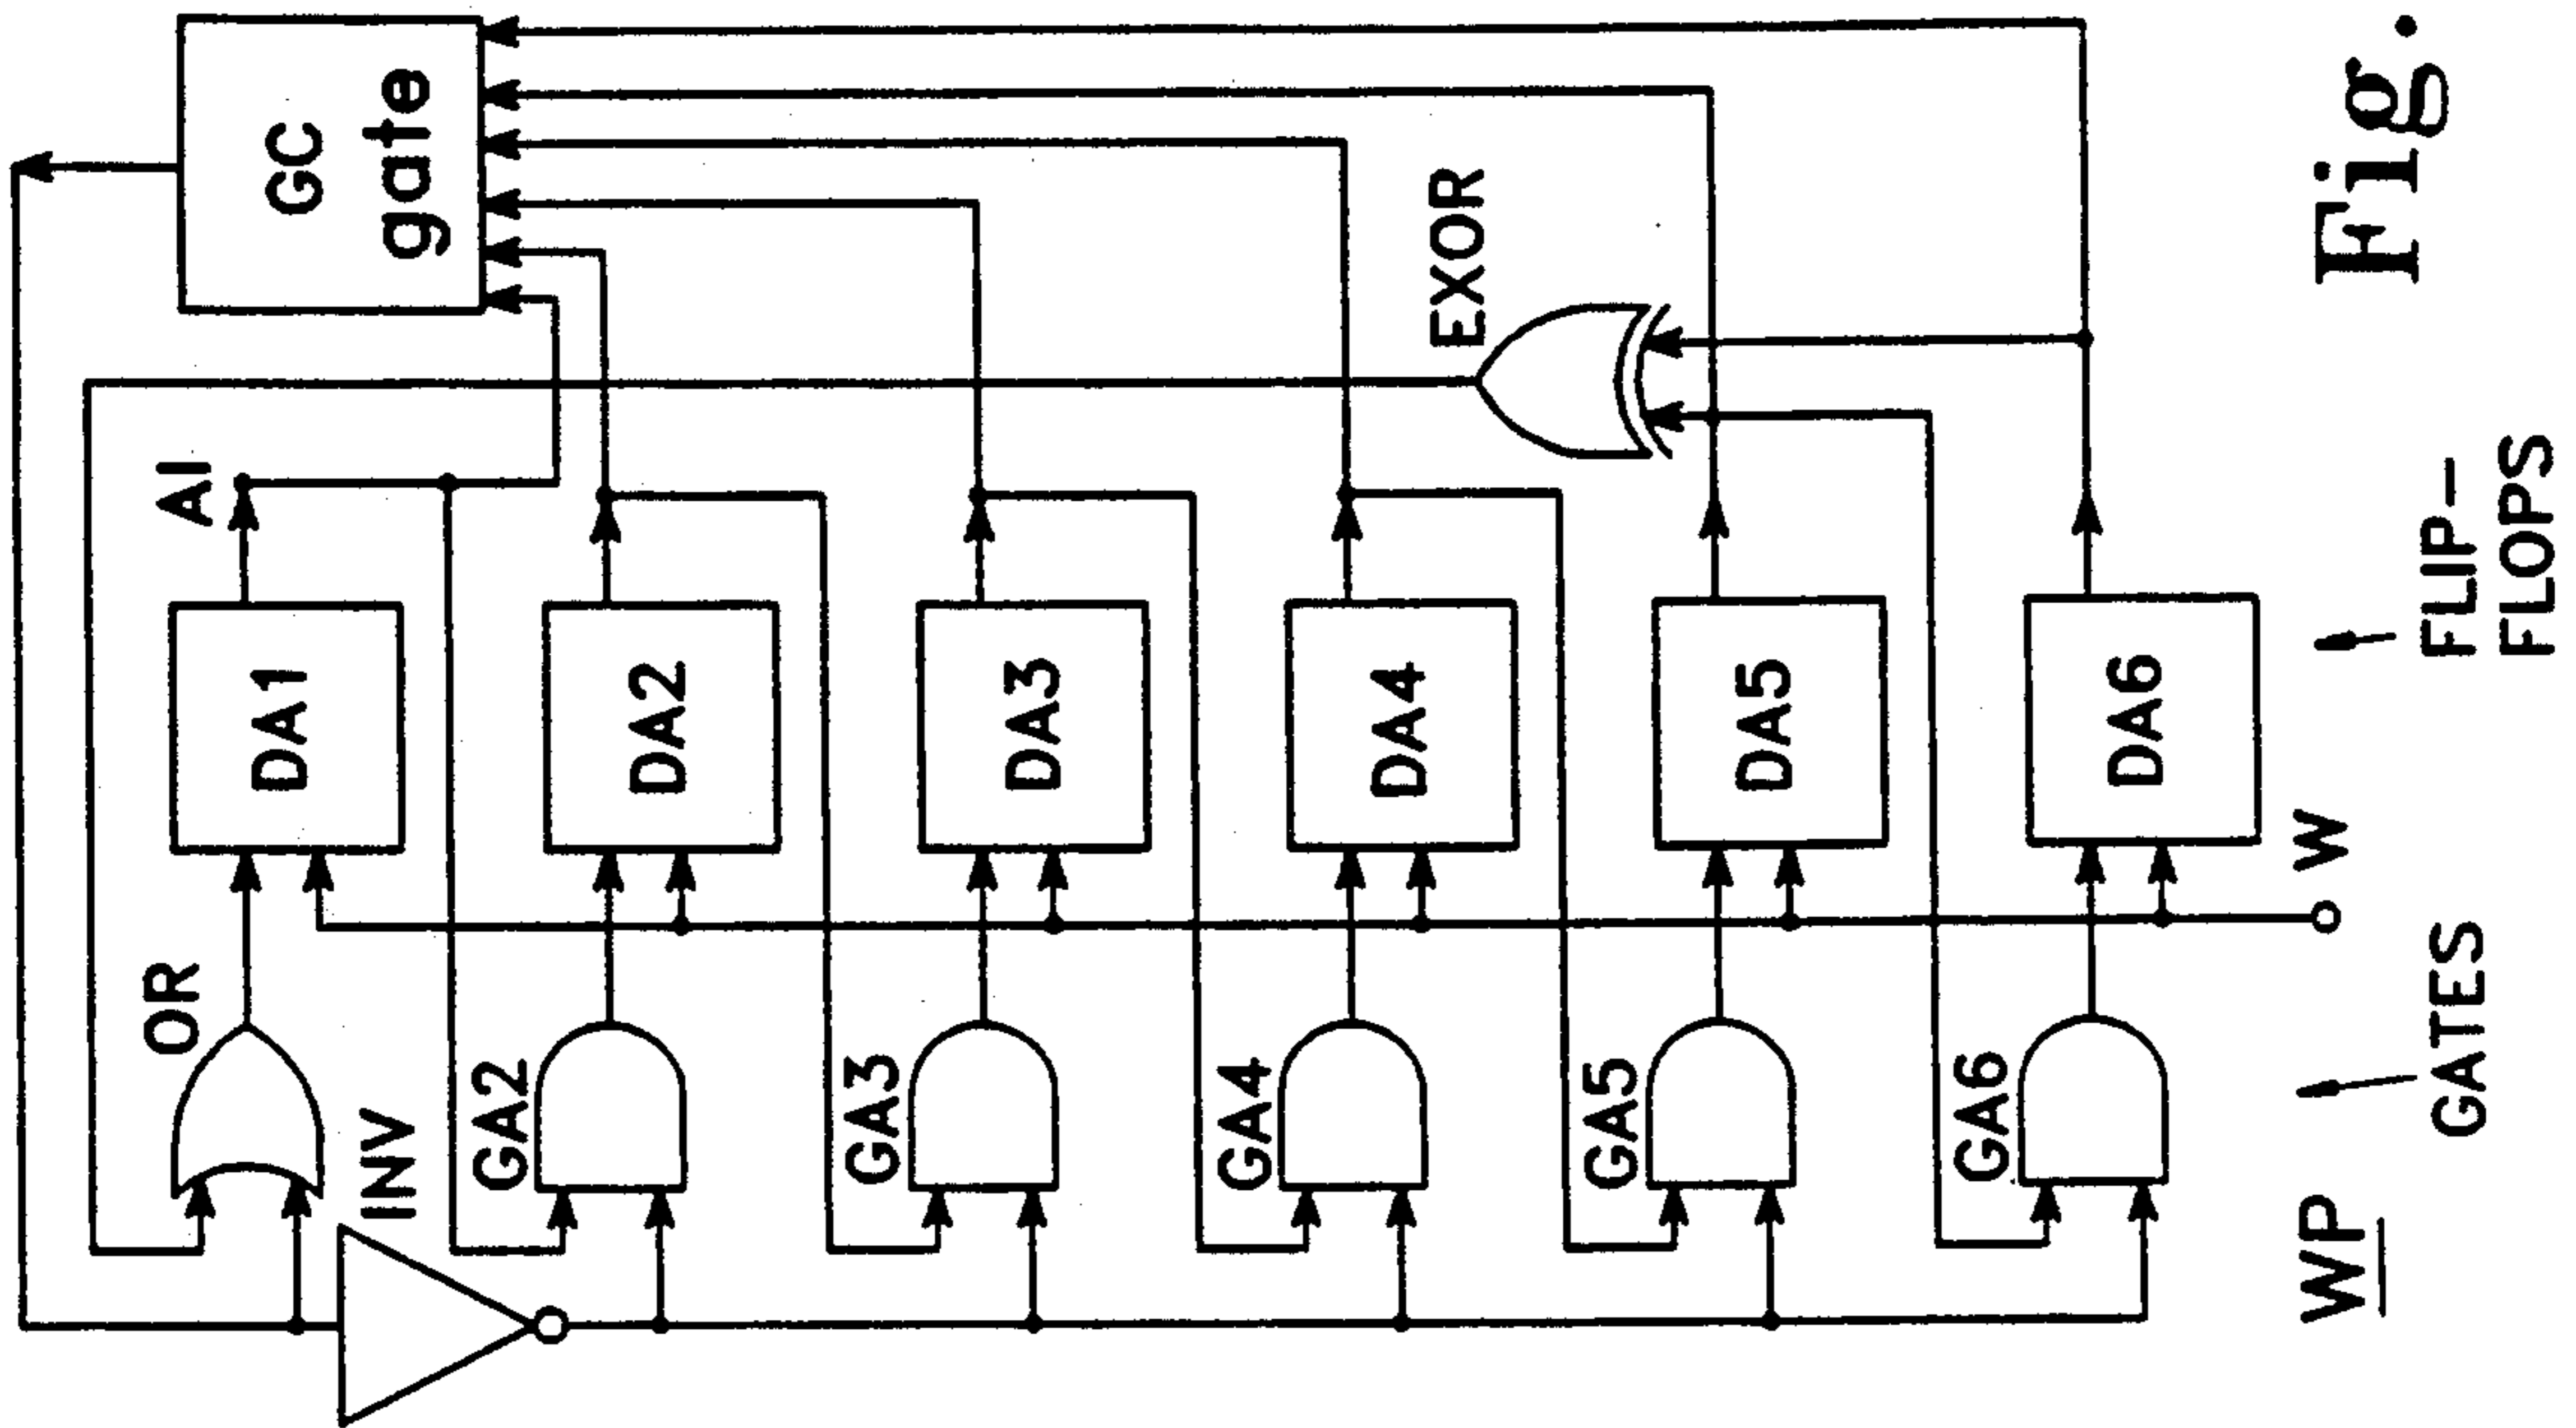 GC
gate
EXOR
AI
DA1
DA2
DA3
DA4
DA5
DA6
FLIP-
FLOPS
OR
INV
GA2
GA3
GA4
GA5
GA6
W
GATES
WP
Fig.